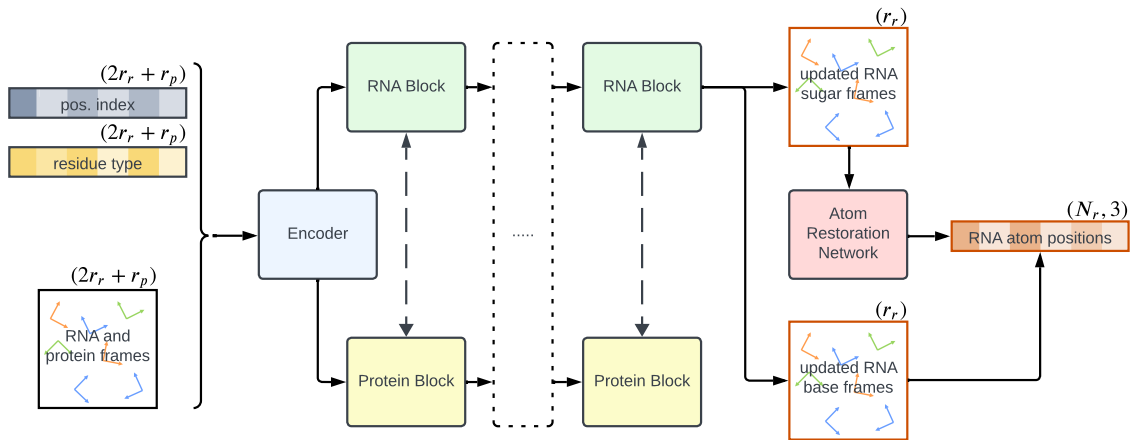 (2r_r + r_p)
pos. index
(2r_r + r_p)
residue type
(2r_r + r_p)
RNA and
protein frames
Encoder
RNA Block
Protein Block
.....
RNA Block
Protein Block
(r_r)
updated RNA
sugar frames
Atom
Restoration
Network
(r_r)
updated RNA
base frames
(N_r, 3)
RNA atom positions